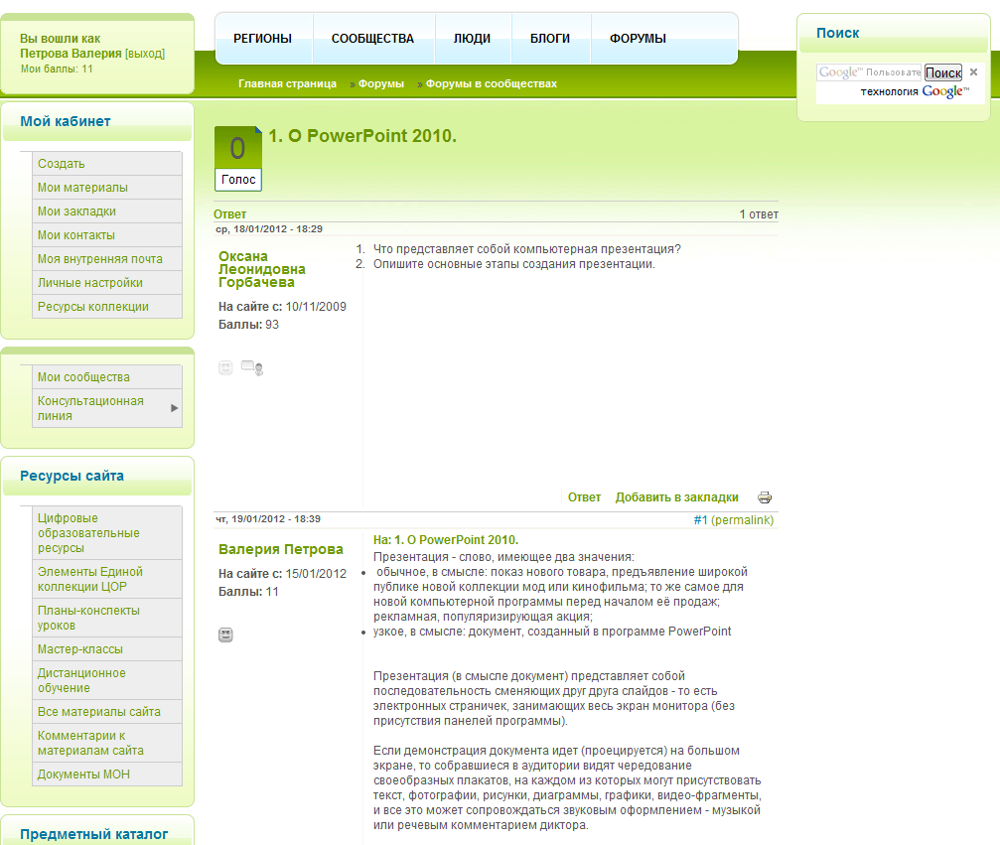 Вы вошли как
Петрова Валерия [выход]
Мои баллы: 11
РЕГИОНЫ
СООБЩЕСТВА
ЛЮДИ
БЛОГИ
ФОРУМЫ
Главная страница » Форумы » Форумы в сообществах
Поиск
Google™ Пользовате
Поиск
×
технология Google™
Мой кабинет
Создать
Мои материалы
Мои закладки
Мои контакты
Моя внутренняя почта
Личные настройки
Ресурсы коллекции
Мои сообщества
Консультационная
линия
Ресурсы сайта
Цифровые
образовательные
ресурсы
Элементы Единой
коллекции ЦОР
Планы-конспекты
уроков
Мастер-классы
Дистанционное
обучение
Все материалы сайта
Комментарии к
материалам сайта
Документы МОН
Предметный каталог
0
Голос
1. О PowerPoint 2010.
Ответ
1 ответ
ср, 18/01/2012 - 18:29
Оксана
Леонидовна
Горбачева
На сайте с: 10/11/2009
Баллы: 93
1. Что представляет собой компьютерная презентация?
2. Опишите основные этапы создания презентации.
Ответ
Добавить в закладки
чт, 19/01/2012 - 18:39
#1 (permalink)
Валерия Петрова
На сайте с: 15/01/2012
Баллы: 11
На: 1. О PowerPoint 2010.
Презентация - слово, имеющее два значения:
• обычное, в смысле: показ нового товара, предъявление широкой
публике новой коллекции мод или кинофильма; то же самое для
новой компьютерной программы перед началом её продаж;
рекламная, популяризирующая акция;
• узкое, в смысле: документ, созданный в программе PowerPoint
Презентация (в смысле документ) представляет собой
последовательность сменяющих друг друга слайдов - то есть
электронных страничек, занимающих весь экран монитора (без
присутствия панелей программы).
Если демонстрация документа идет (проецируется) на большом
экране, то собравшиеся в аудитории видят чередование
своеобразных плакатов, на каждом из которых могут присутствовать
текст, фотографии, рисунки, диаграммы, графики, видео-фрагменты,
и все это может сопровождаться звуковым оформлением - музыкой
или речевым комментарием диктора.